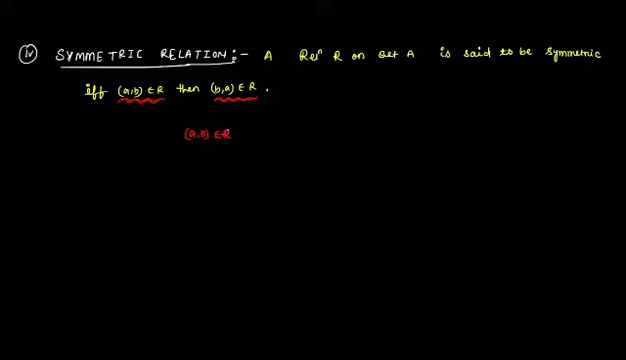 (iv) SYMMETRIC RELATION:- A Relⁿ R on set A is said to be symmetric
iff (a,b) ∈ R then (b,a) ∈ R .
(a,b) ∈ R